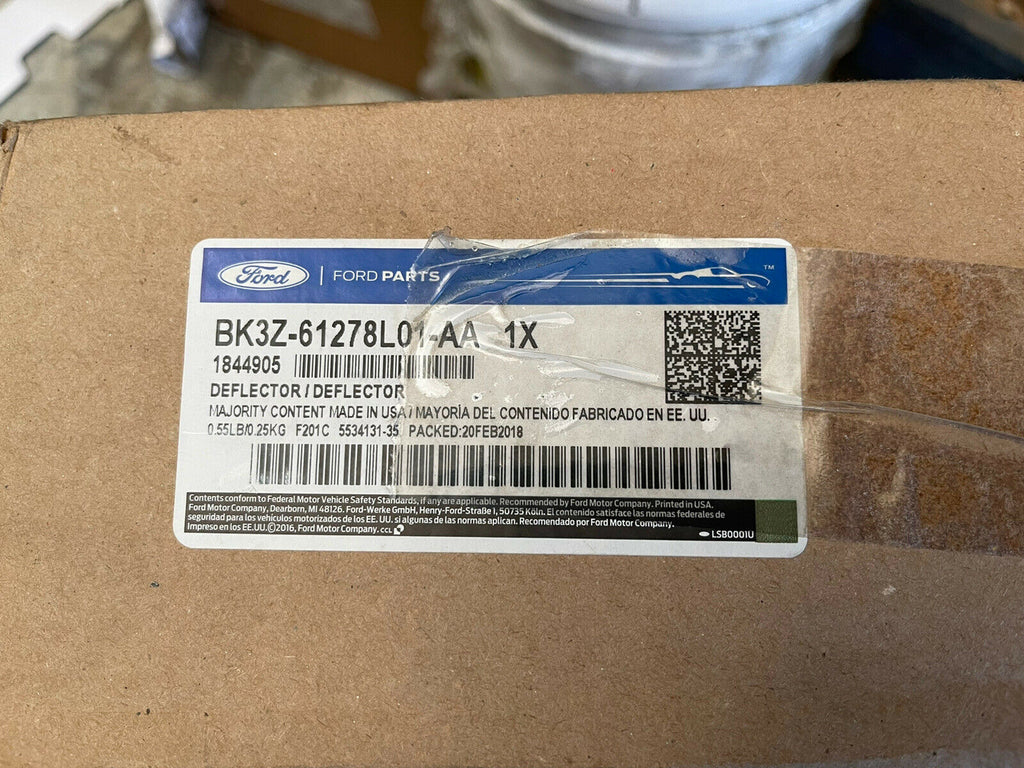 Ford | FORD PARTS ™
BK3Z-61278L01-AA 1X
1844905
DEFLECTOR / DEFLECTOR
MAJORITY CONTENT MADE IN USA / MAYORÍA DEL CONTENIDO FABRICADO EN EE. UU.
0.55LB/0.25KG F201C 5534131-35 PACKED:20FEB2018
Contents conform to Federal Motor Vehicle Safety Standards, if any are applicable. Recommended by Ford Motor Company. Printed in USA.
Ford Motor Company, Dearborn, MI 48126. Ford-Werke GmbH, Henry-Ford-Straße 1, 50735 Köln. El contenido satisface las normas federales de
seguridad para los vehículos motorizados de los EE. UU. si algunas de las normas aplican. Recomendado por Ford Motor Company.
Impreso en los EE.UU.©2016, Ford Motor Company. CCL
LSB0001U